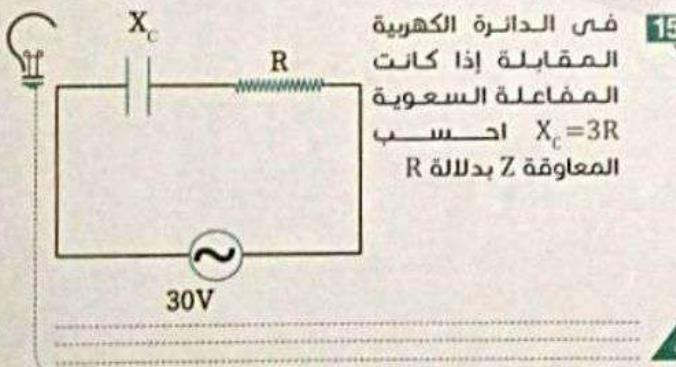 15
فى الدائرة الكهربية
المقابلة إذا كانت
المفاعلة السعوية
X_c=3R احسب
المعاوقة Z بدلالة R
X_c
R
30V